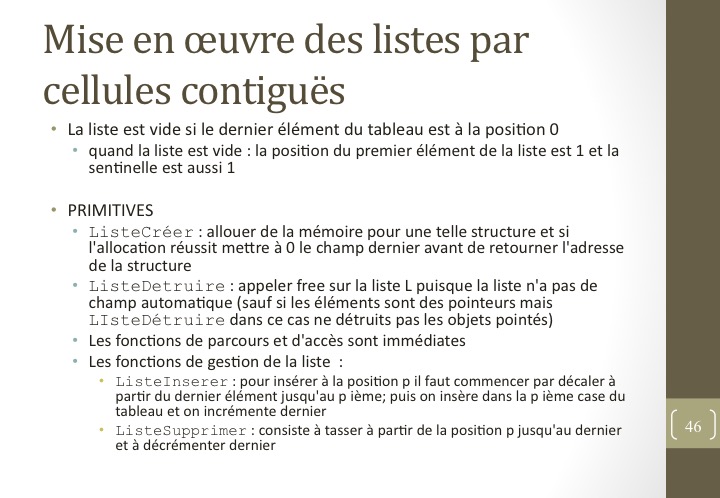 Mise en œuvre des listes par
cellules contiguës
• La liste est vide si le dernier élément du tableau est à la position 0
• quand la liste est vide : la position du premier élément de la liste est 1 et la
sentinelle est aussi 1
• PRIMITIVES
• ListeCréer : allouer de la mémoire pour une telle structure et si
l'allocation réussit mettre à 0 le champ dernier avant de retourner l'adresse
de la structure
• ListeDetruire : appeler free sur la liste L puisque la liste n'a pas de
champ automatique (sauf si les éléments sont des pointeurs mais
LIsteDétruire dans ce cas ne détruits pas les objets pointés)
• Les fonctions de parcours et d'accès sont immédiates
• Les fonctions de gestion de la liste :
• ListeInserer : pour insérer à la position p il faut commencer par décaler à
partir du dernier élément jusqu'au p ième; puis on insère dans la p ième case du
tableau et on incrémente dernier
• ListeSupprimer : consiste à tasser à partir de la position p jusqu'au dernier
et à décrémenter dernier
46